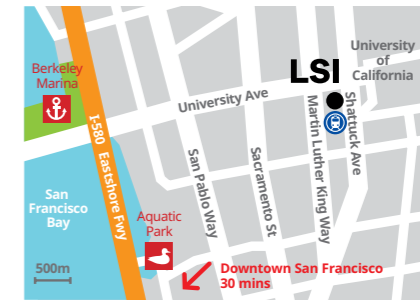 University
of
California
LSI
Berkeley
Marina
University Ave
I-580 Eastshore Fwy
San Pablo Way
Sacramento St
Martin Luther King Way
Shattuck Ave
San
Francisco
Bay
Aquatic
Park
500m
Downtown San Francisco
30 mins